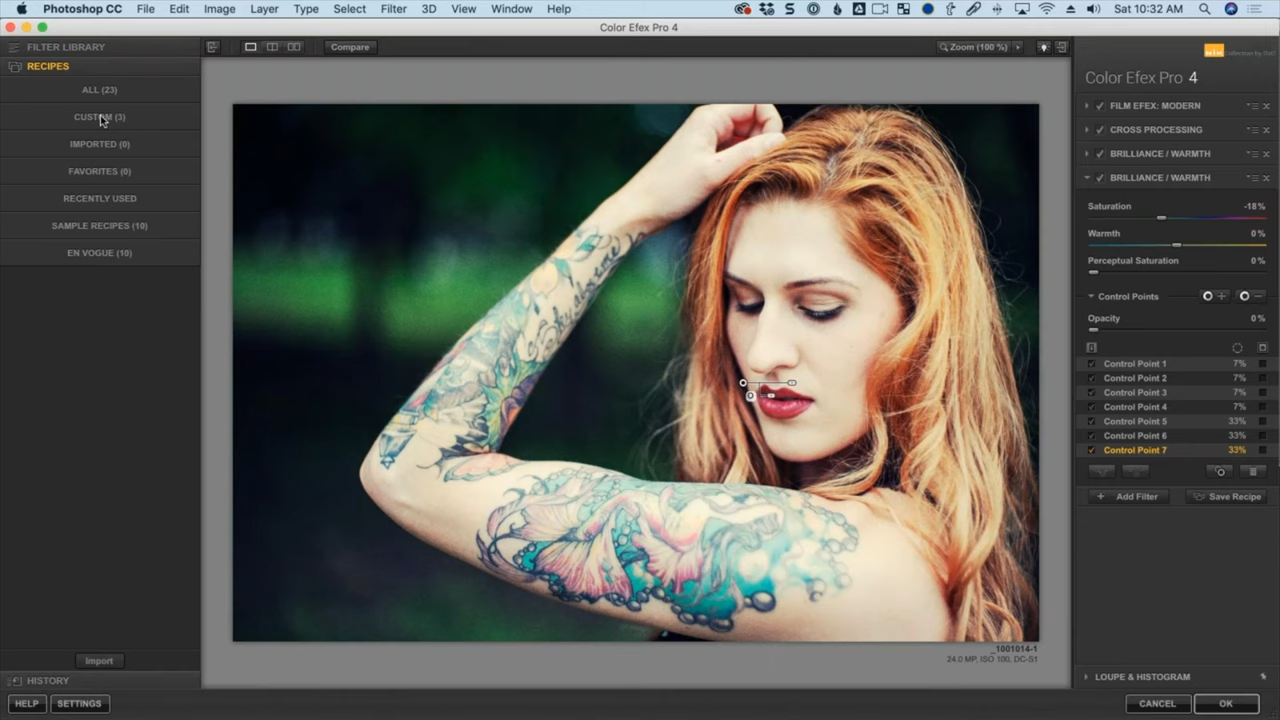 Photoshop CC File Edit Image Layer Type Select Filter 3D View Window Help Sat 10:32 AM
Color Efex Pro 4
FILTER LIBRARY
RECIPES
ALL (23)
CUSTOM (3)
IMPORTED (0)
FAVORITES (0)
RECENTLY USED
SAMPLE RECIPES (10)
EN VOGUE (10)
Import
HISTORY
HELP SETTINGS
Compare Zoom (100 %)
_1001014-1
24.0 MP, ISO 100, DC-S1
Color Efex Pro 4
FILM EFEX: MODERN
CROSS PROCESSING
BRILLIANCE / WARMTH
BRILLIANCE / WARMTH
Saturation -18%
Warmth 0%
Perceptual Saturation 0%
Control Points
Opacity 0%
Control Point 1 7%
Control Point 2 7%
Control Point 3 7%
Control Point 4 7%
Control Point 5 33%
Control Point 6 33%
Control Point 7 33%
Add Filter Save Recipe
LOUPE & HISTOGRAM
CANCEL OK